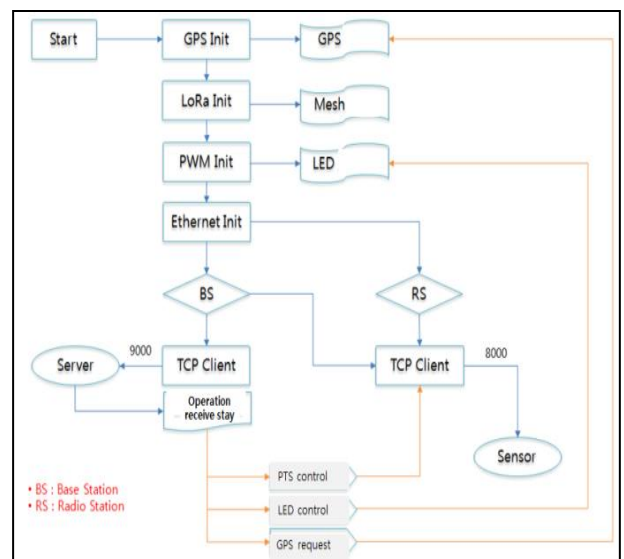 Start
GPS Init
GPS
LoRa Init
Mesh
PWM Init
LED
Ethernet Init
BS
RS
Server
9000
TCP Client
TCP Client
8000
Operation
receive stay
Sensor
PTS control
LED control
GPS request
• BS : Base Station
• RS : Radio Station